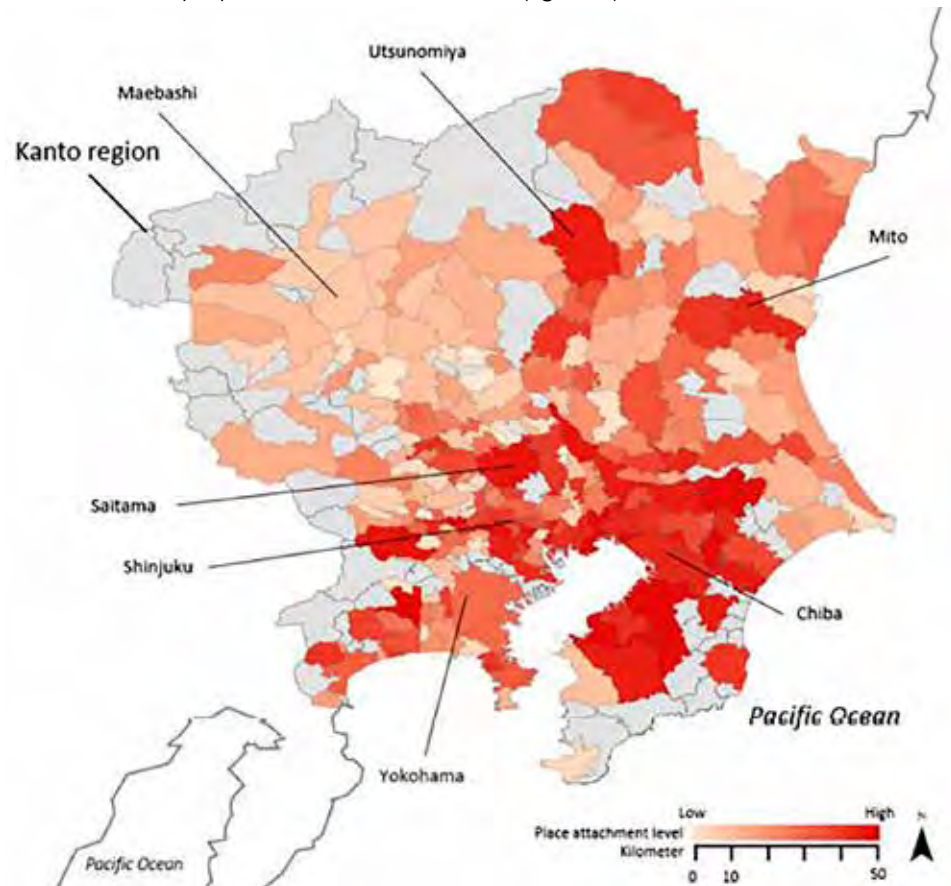 Utsunomiya
Maebashi
Kanto region
Mito
Saitama
Shinjuku
Chiba
Pacific Ocean
Yokohama
Low High
N
Place attachment level
Kilometer
0 10 50
Pacific Ocean